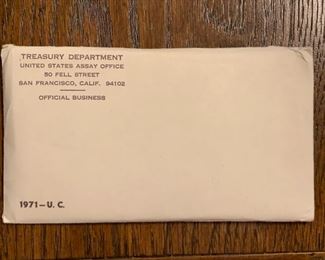 TREASURY DEPARTMENT
UNITED STATES ASSAY OFFICE
50 FELL STREET
SAN FRANCISCO, CALIF. 94102
OFFICIAL BUSINESS
1971—U. C.